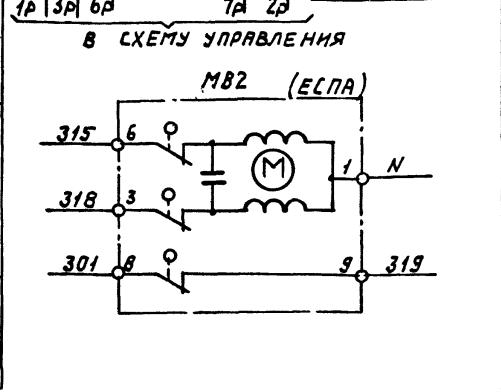 1р 3р 6р 7р 2р
В СХЕМУ УПРАВЛЕНИЯ
МВ2 (ЕСПА)
315 6
М 1 N
318 3
301 8 9 319